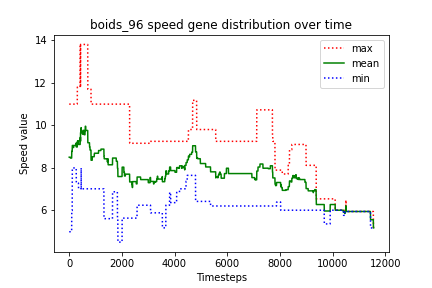 boids_96 speed gene distribution over time
14
12
10
8
6
Speed value
max
mean
min
0
2000
4000
6000
8000
10000
12000
Timesteps